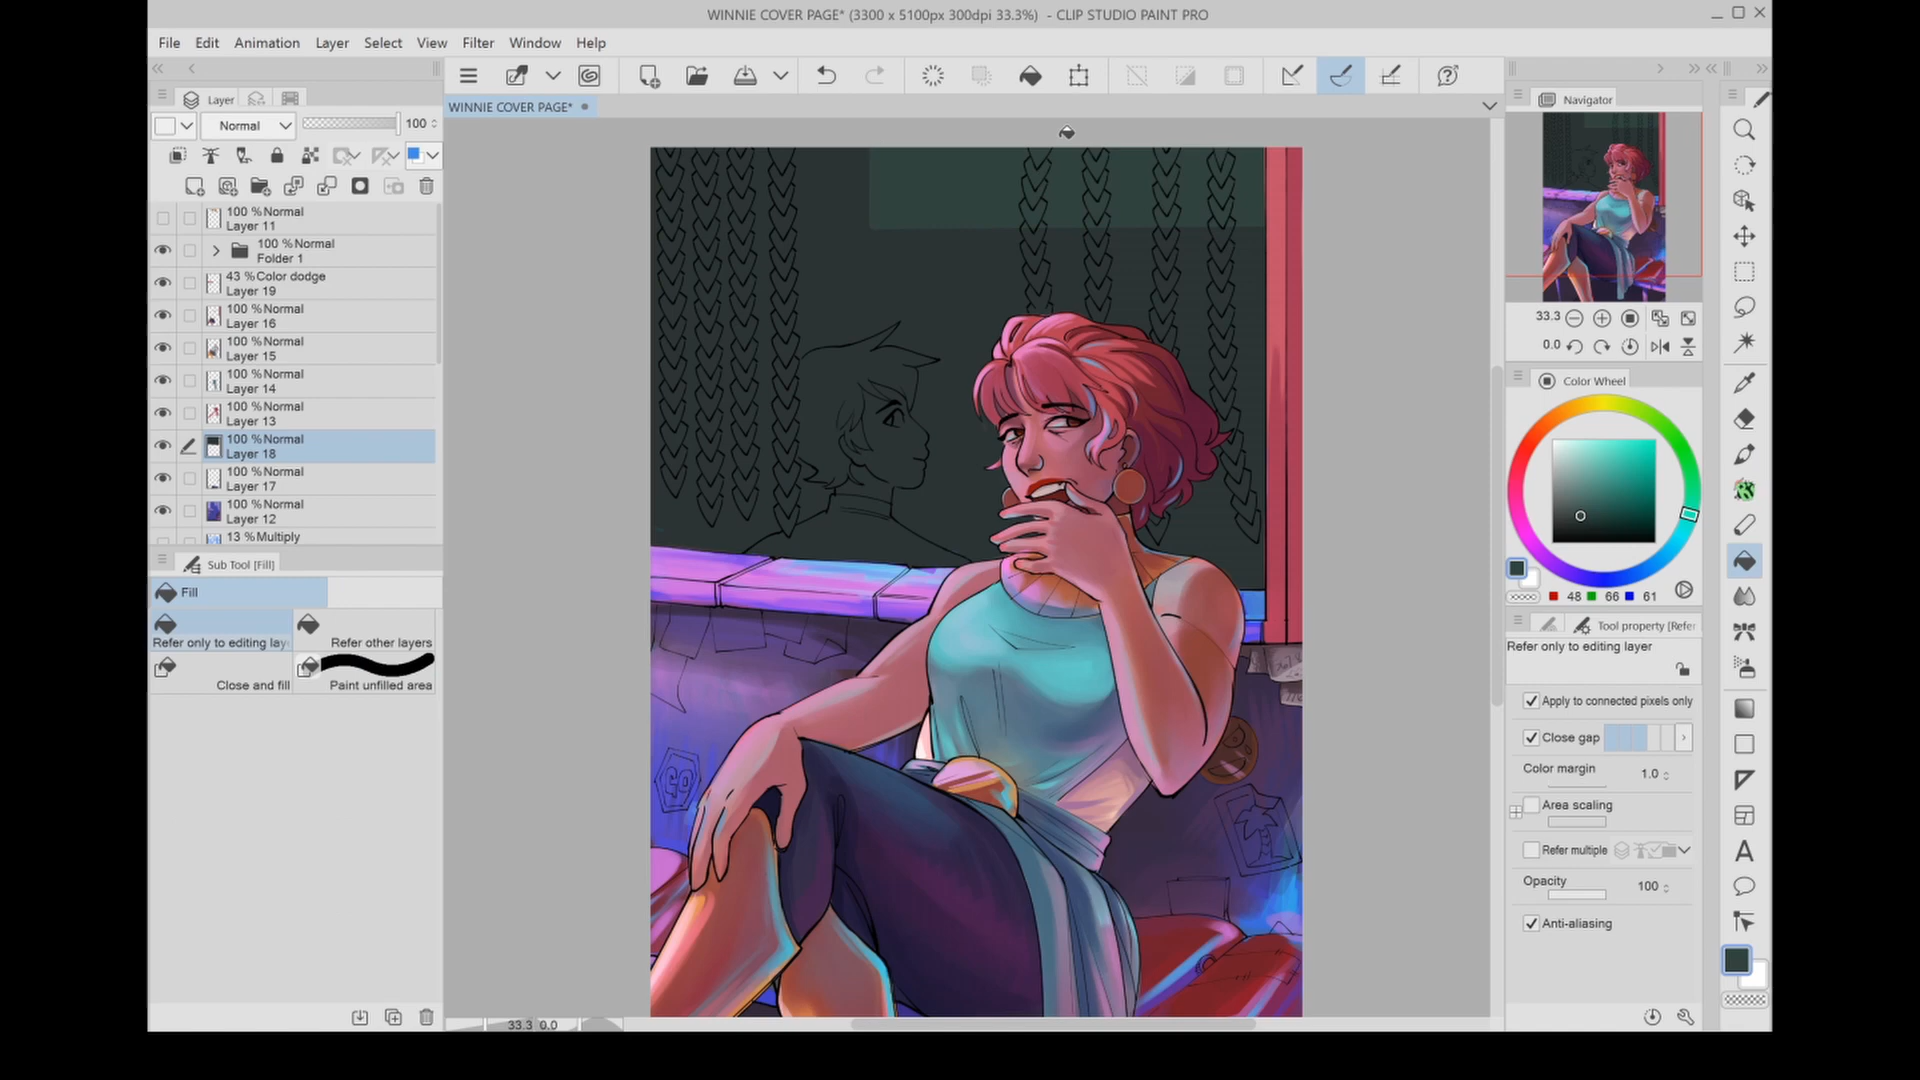 WINNIE COVER PAGE* (3300 x 5100px 300dpi 33.3%) - CLIP STUDIO PAINT PRO
File Edit Animation Layer Select View Filter Window Help
WINNIE COVER PAGE*
Layer
Normal 100
100 %Normal
Layer 11
100 %Normal
Folder 1
43 %Color dodge
Layer 19
100 %Normal
Layer 16
100 %Normal
Layer 15
100 %Normal
Layer 14
100 %Normal
Layer 13
100 %Normal
Layer 18
100 %Normal
Layer 17
100 %Normal
Layer 12
13 %Multiply
Sub Tool [Fill]
Fill
Refer only to editing lay
Refer other layers
Close and fill
Paint unfilled area
GO
33.3 0.0
Navigator
33.3
0.0
Color Wheel
48 66 61
Tool property [Refer
Refer only to editing layer
Apply to connected pixels only
Close gap
Color margin 1.0
Area scaling
Refer multiple
Opacity 100
Anti-aliasing